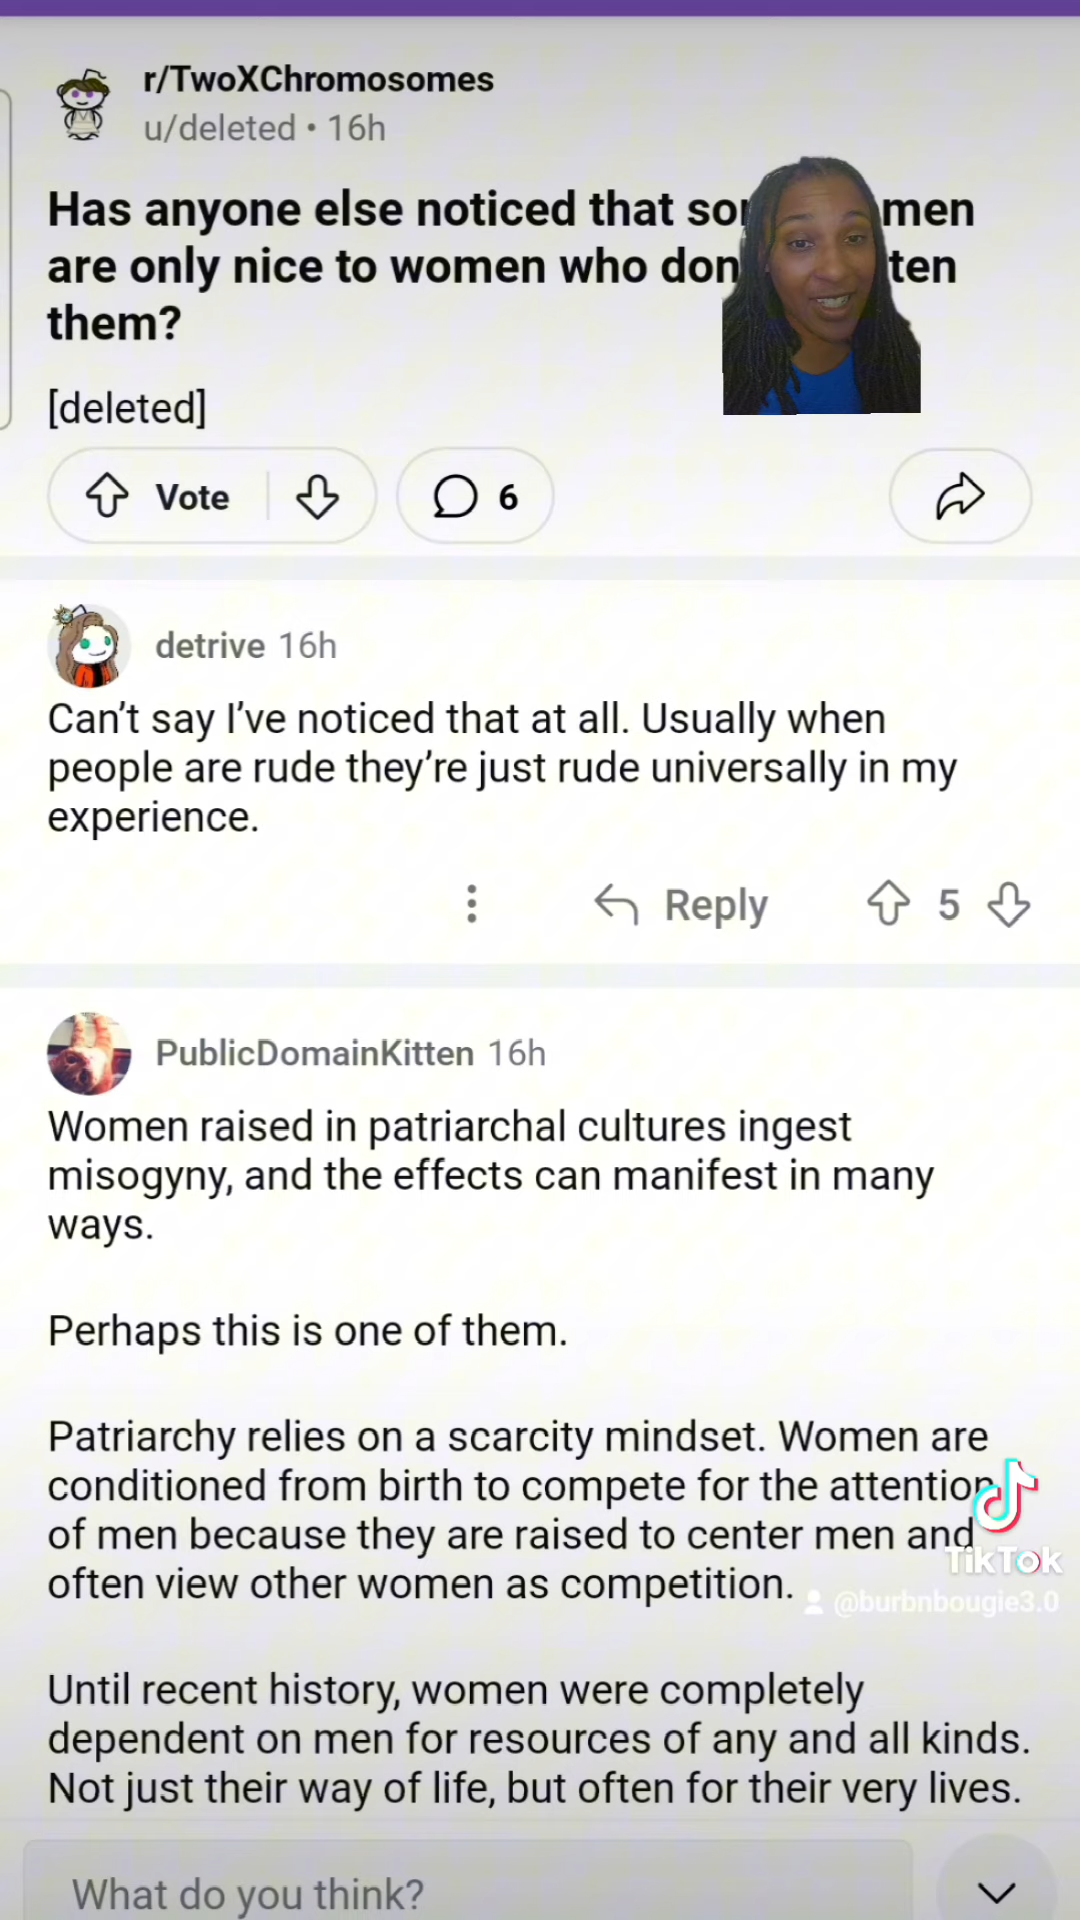 r/TwoXChromosomes
u/deleted • 16h
Has anyone else noticed that so men
are only nice to women who don ten
them?
[deleted]
Vote 6
detrive 16h
Can't say I've noticed that at all. Usually when
people are rude they're just rude universally in my
experience.
Reply 5
PublicDomainKitten 16h
Women raised in patriarchal cultures ingest
misogyny, and the effects can manifest in many
ways.
Perhaps this is one of them.
Patriarchy relies on a scarcity mindset. Women are
conditioned from birth to compete for the attention
of men because they are raised to center men and
often view other women as competition.
TikTok
@burbnbougie3.0
Until recent history, women were completely
dependent on men for resources of any and all kinds.
Not just their way of life, but often for their very lives.
What do you think?